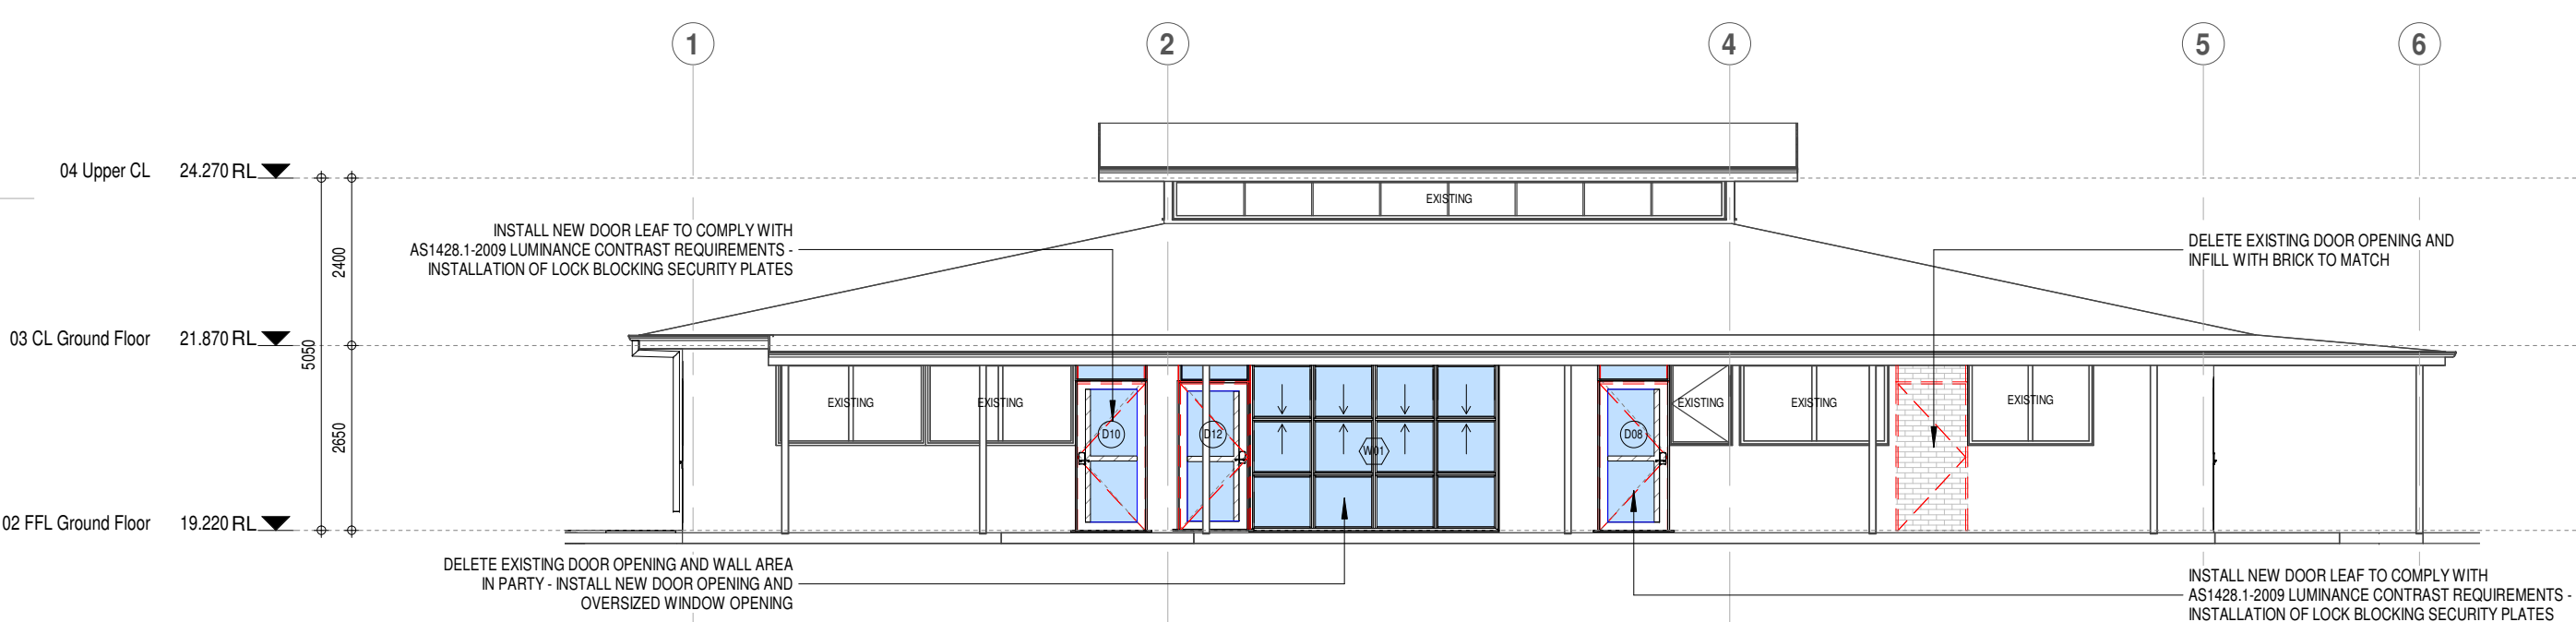 1
2
4
5
6
04 Upper CL 24.270 RL
EXISTING
INSTALL NEW DOOR LEAF TO COMPLY WITH
AS1428.1-2009 LUMINANCE CONTRAST REQUIREMENTS -
INSTALLATION OF LOCK BLOCKING SECURITY PLATES
DELETE EXISTING DOOR OPENING AND
INFILL WITH BRICK TO MATCH
2400
03 CL Ground Floor 21.870 RL
5050
2650
EXISTING
EXISTING
D10
D12
W01
D08
EXISTING
EXISTING
EXISTING
02 FFL Ground Floor 19.220 RL
DELETE EXISTING DOOR OPENING AND WALL AREA
IN PARTY - INSTALL NEW DOOR OPENING AND
OVERSIZED WINDOW OPENING
INSTALL NEW DOOR LEAF TO COMPLY WITH
AS1428.1-2009 LUMINANCE CONTRAST REQUIREMENTS -
INSTALLATION OF LOCK BLOCKING SECURITY PLATES